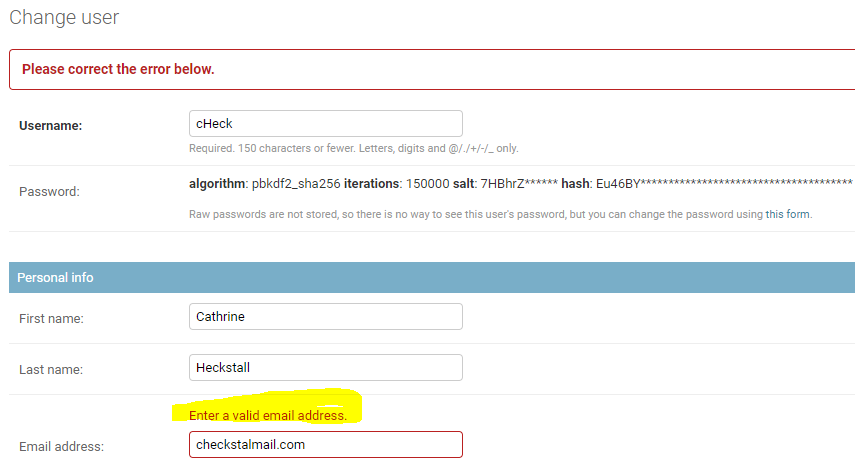 Change user
Please correct the error below.
Username: cHeck
Required. 150 characters or fewer. Letters, digits and @/./+/-/_ only.
Password: algorithm: pbkdf2_sha256 iterations: 150000 salt: 7HBhrZ****** hash: Eu46BY**************************************
Raw passwords are not stored, so there is no way to see this user's password, but you can change the password using this form.
Personal info
First name: Cathrine
Last name: Heckstall
Enter a valid email address.
Email address: checkstalmail.com